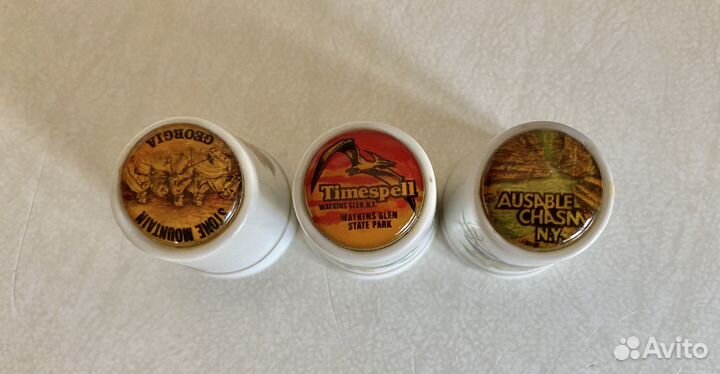 GEORGIA
STONE MOUNTAIN
Timespell
WATKINS GLEN, N.Y.
WATKINS GLEN
STATE PARK
AUSABLE
CHASM
N.Y.
Avito